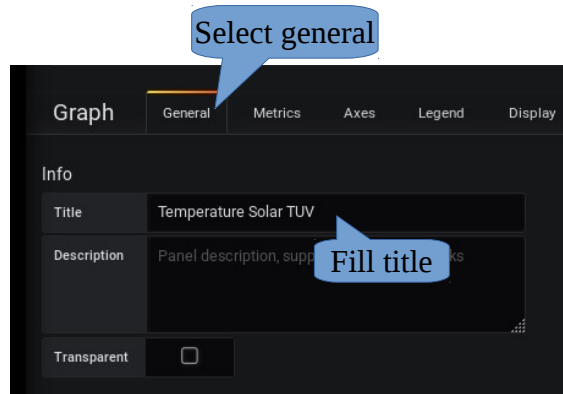 Select general
Graph General Metrics Axes Legend Display
Info
Title Temperature Solar TUV
Description Panel description, supp ks
Fill title
Transparent